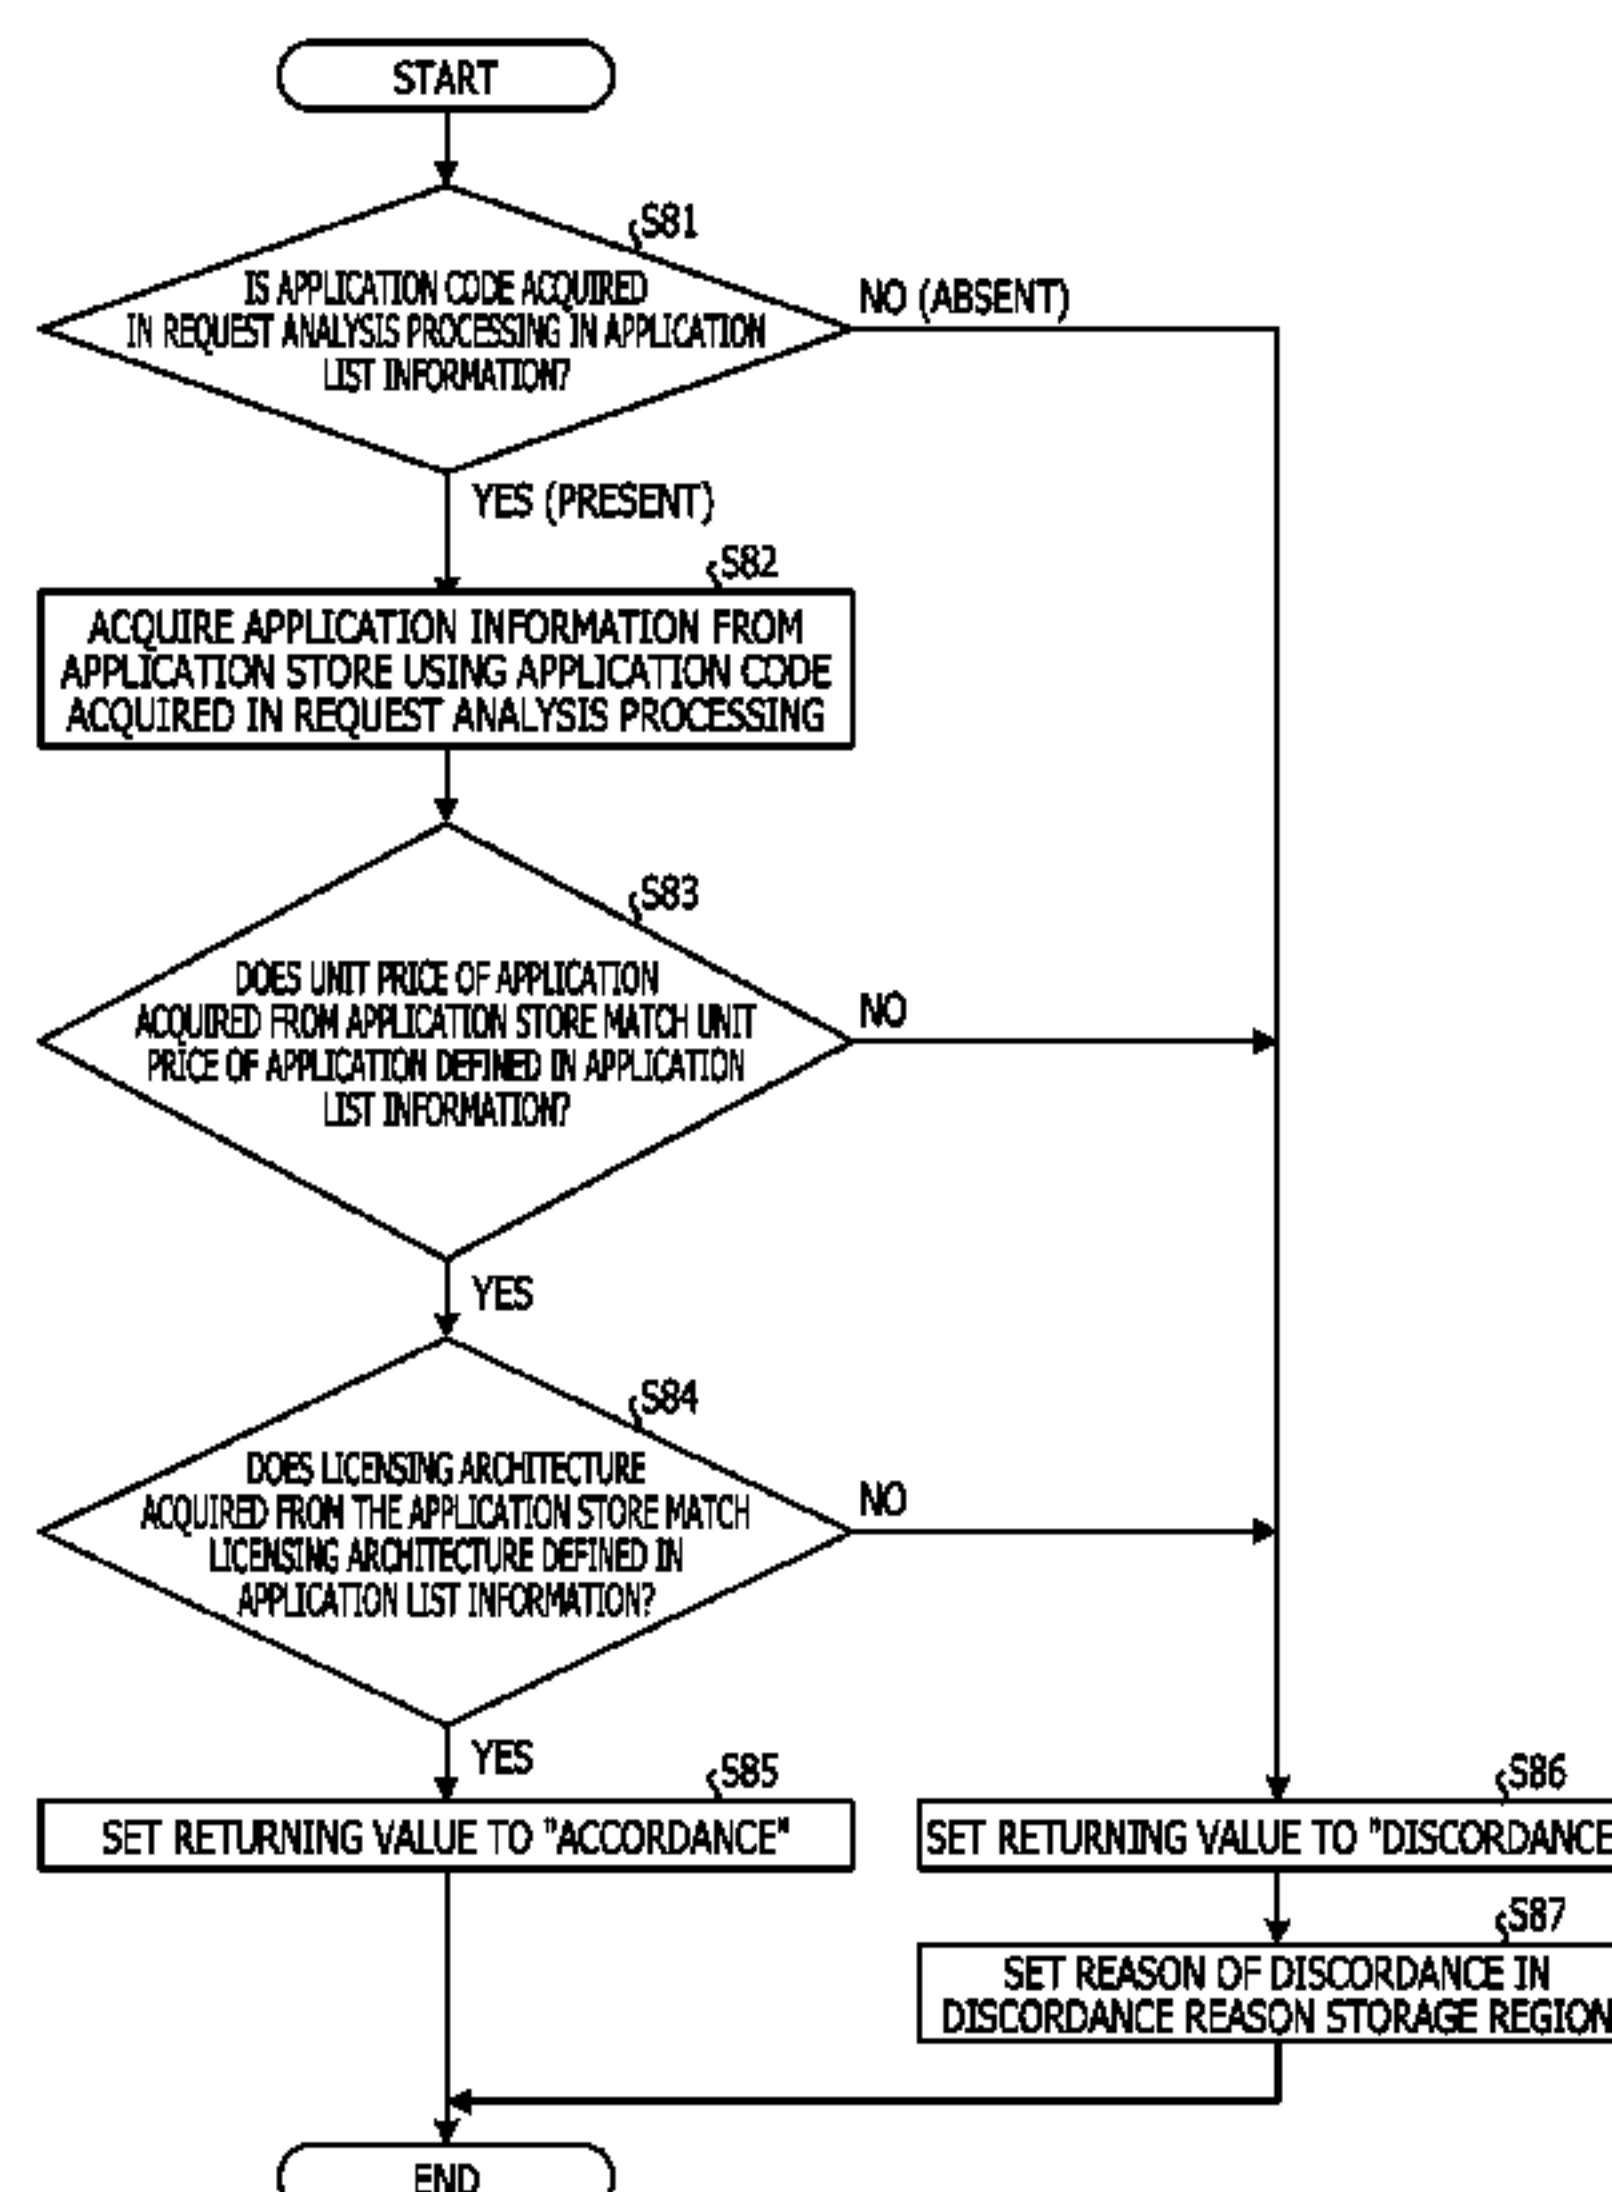 START
S81
IS APPLICATION CODE ACQUIRED
IN REQUEST ANALYSIS PROCESSING IN APPLICATION
LIST INFORMATION?
NO (ABSENT)
YES (PRESENT)
S82
ACQUIRE APPLICATION INFORMATION FROM
APPLICATION STORE USING APPLICATION CODE
ACQUIRED IN REQUEST ANALYSIS PROCESSING
S83
DOES UNIT PRICE OF APPLICATION
ACQUIRED FROM APPLICATION STORE MATCH UNIT
PRICE OF APPLICATION DEFINED IN APPLICATION
LIST INFORMATION?
NO
YES
S84
DOES LICENSING ARCHITECTURE
ACQUIRED FROM THE APPLICATION STORE MATCH
LICENSING ARCHITECTURE DEFINED IN
APPLICATION LIST INFORMATION?
NO
YES
S85
SET RETURNING VALUE TO "ACCORDANCE"
S86
SET RETURNING VALUE TO "DISCORDANCE
S87
SET REASON OF DISCORDANCE IN
DISCORDANCE REASON STORAGE REGION
END